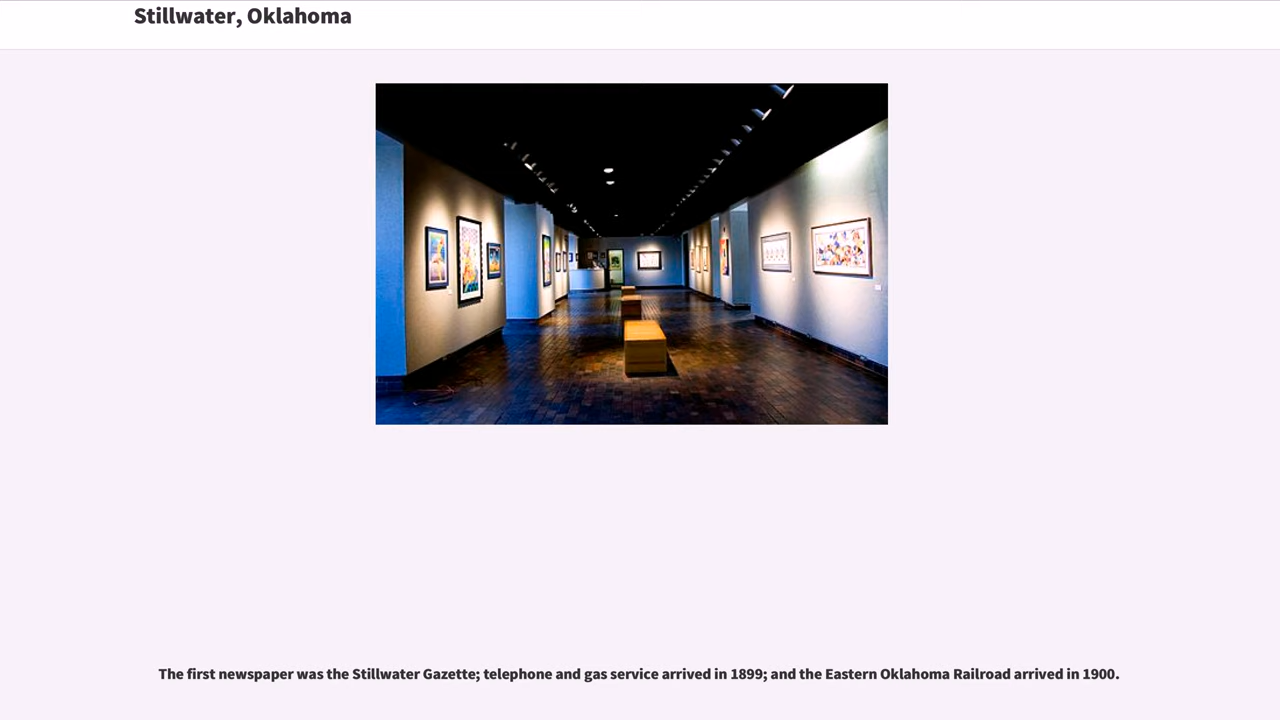 Stillwater, Oklahoma
The first newspaper was the Stillwater Gazette; telephone and gas service arrived in 1899; and the Eastern Oklahoma Railroad arrived in 1900.